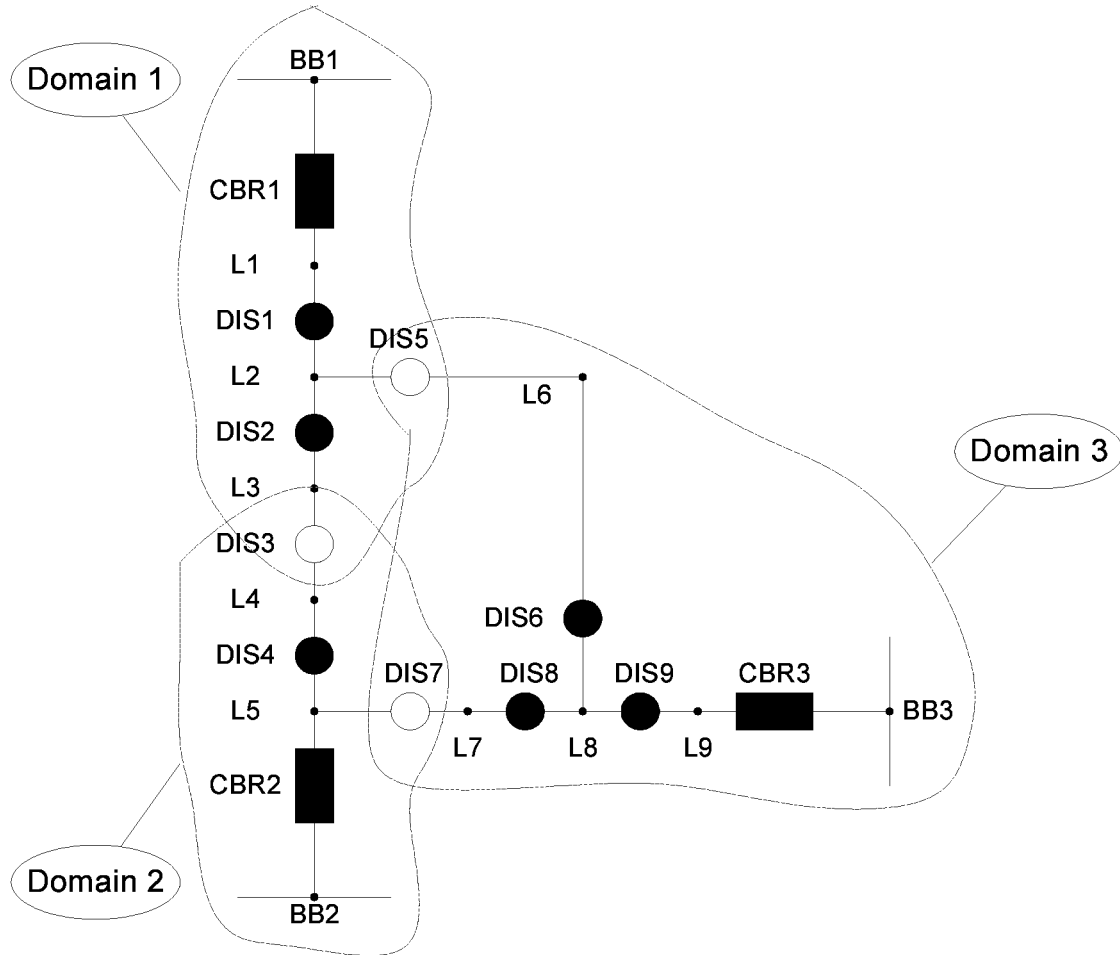 BB1
Domain 1
CBR1
L1
DIS1
DIS5
L2
L6
DIS2
Domain 3
L3
DIS3
L4
DIS6
DIS4
DIS7
DIS8
DIS9
CBR3
L5
BB3
L7
L8
L9
CBR2
Domain 2
BB2